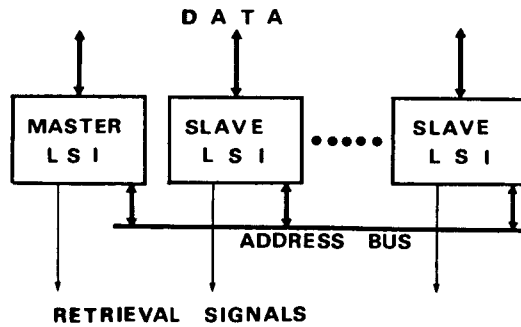 DATA
MASTER LSI
SLAVE LSI
SLAVE LSI
ADDRESS BUS
RETRIEVAL SIGNALS